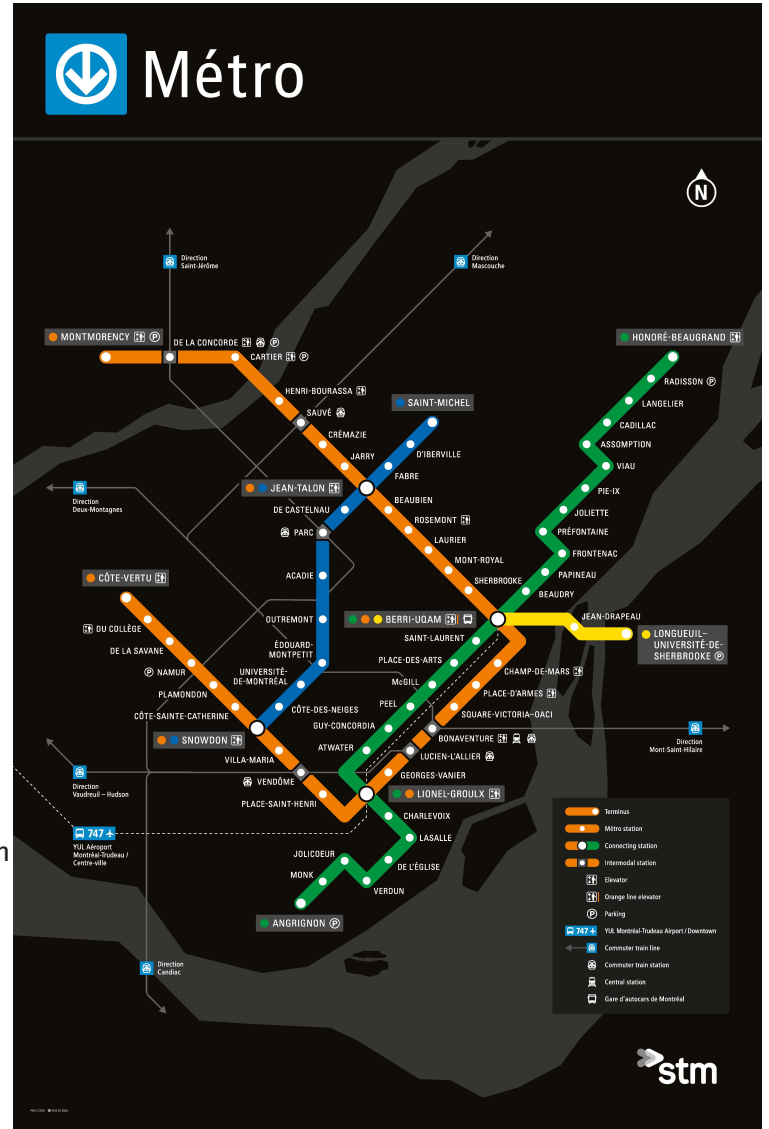 Métro
N
Direction
Saint-Jérôme
Direction
Mascouche
MONTMORENCY
P
DE LA CONCORDE
P
CARTIER
P
HONORÉ-BEAUGRAND
RADISSON
P
HENRI-BOURASSA
SAUVÉ
SAINT-MICHEL
LANGELIER
CADILLAC
CRÉMAZIE
D'IBERVILLE
ASSOMPTION
JARRY
FABRE
VIAU
JEAN-TALON
PIE-IX
Direction
Deux-Montagnes
BEAUBIEN
DE CASTELNAU
JOLIETTE
ROSEMONT
PARC
PRÉFONTAINE
LAURIER
FRONTENAC
MONT-ROYAL
CÔTE-VERTU
ACADIE
PAPINEAU
SHERBROOKE
BEAUDRY
OUTREMONT
BERRI-UQAM
JEAN-DRAPEAU
DU COLLÈGE
SAINT-LAURENT
LONGUEUIL–
UNIVERSITÉ-DE-
SHERBROOKE
P
DE LA SAVANE
ÉDOUARD-
MONTPETIT
PLACE-DES-ARTS
P
NAMUR
UNIVERSITÉ-
DE-MONTRÉAL
CHAMP-DE-MARS
McGILL
PLAMONDON
PLACE-D'ARMES
PEEL
CÔTE-SAINTE-CATHERINE
CÔTE-DES-NEIGES
SQUARE-VICTORIA–OACI
GUY-CONCORDIA
SNOWDON
BONAVENTURE
Direction
Mont-Saint-Hilaire
ATWATER
LUCIEN-L'ALLIER
VILLA-MARIA
GEORGES-VANIER
VENDÔME
Direction
Vaudreuil – Hudson
PLACE-SAINT-HENRI
LIONEL-GROULX
CHARLEVOIX
747
YUL Aéroport
Montréal-Trudeau /
Centre-ville
LASALLE
JOLICOEUR
DE L'ÉGLISE
MONK
VERDUN
ANGRIGNON
P
Direction
Candiac
Terminus
Métro station
Connecting station
Intermodal station
Elevator
Orange line elevator
P
Parking
747
YUL Montréal-Trudeau Airport / Downtown
Commuter train line
Commuter train station
Central station
Gare d'autocars de Montréal
stm